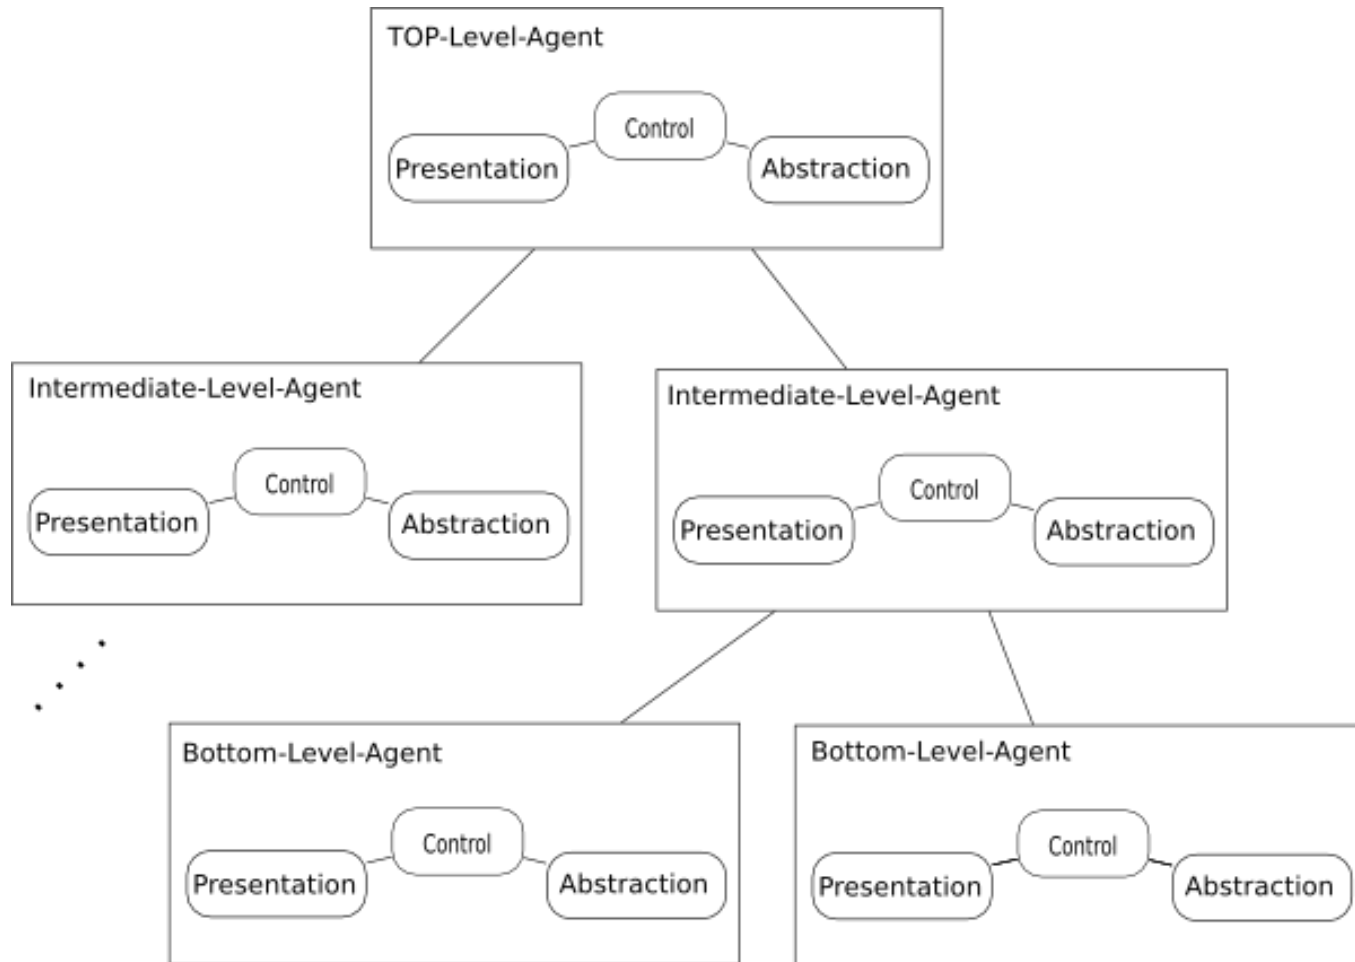 TOP-Level-Agent
Control
Presentation
Abstraction
Intermediate-Level-Agent
Control
Presentation
Abstraction
Intermediate-Level-Agent
Control
Presentation
Abstraction
Bottom-Level-Agent
Control
Presentation
Abstraction
Bottom-Level-Agent
Control
Presentation
Abstraction